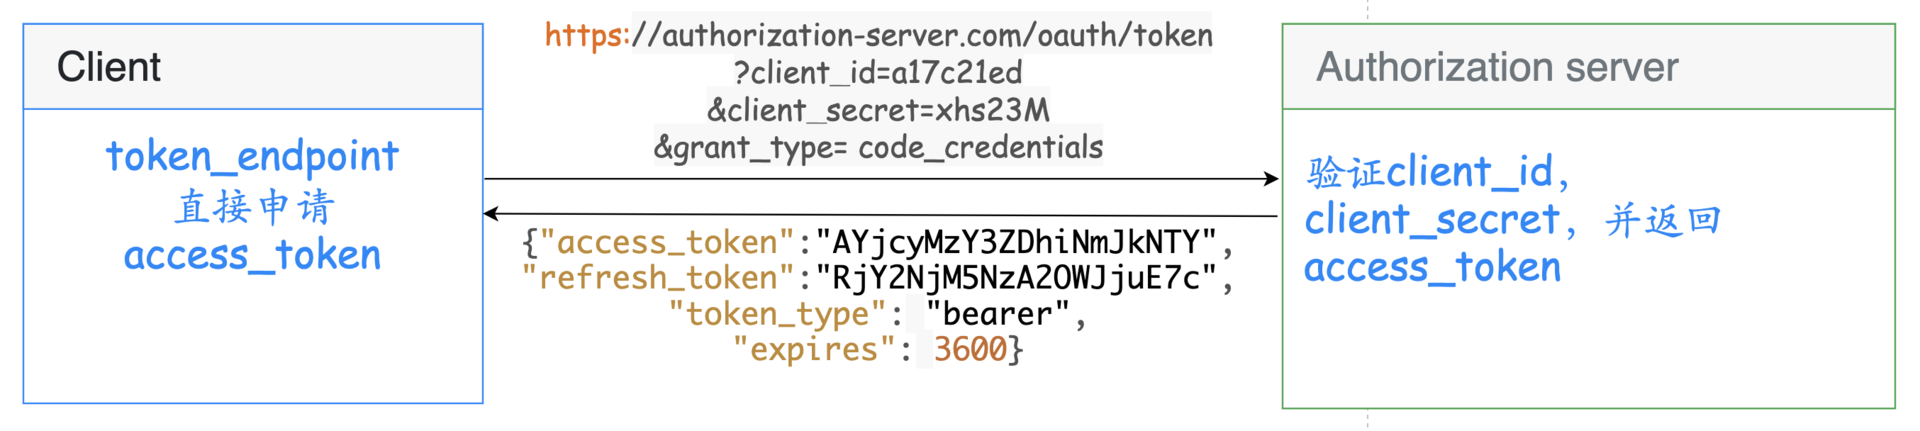 Client
token_endpoint
直接申请
access_token
https://authorization-server.com/oauth/token
?client_id=a17c21ed
&client_secret=xhs23M
&grant_type= code_credentials
{"access_token":"AYjcyMzY3ZDhiNmJkNTY",
"refresh_token":"RjY2NjM5NzA2OWJjuE7c",
"token_type": "bearer",
"expires": 3600}
Authorization server
验证client_id,
client_secret, 并返回
access_token